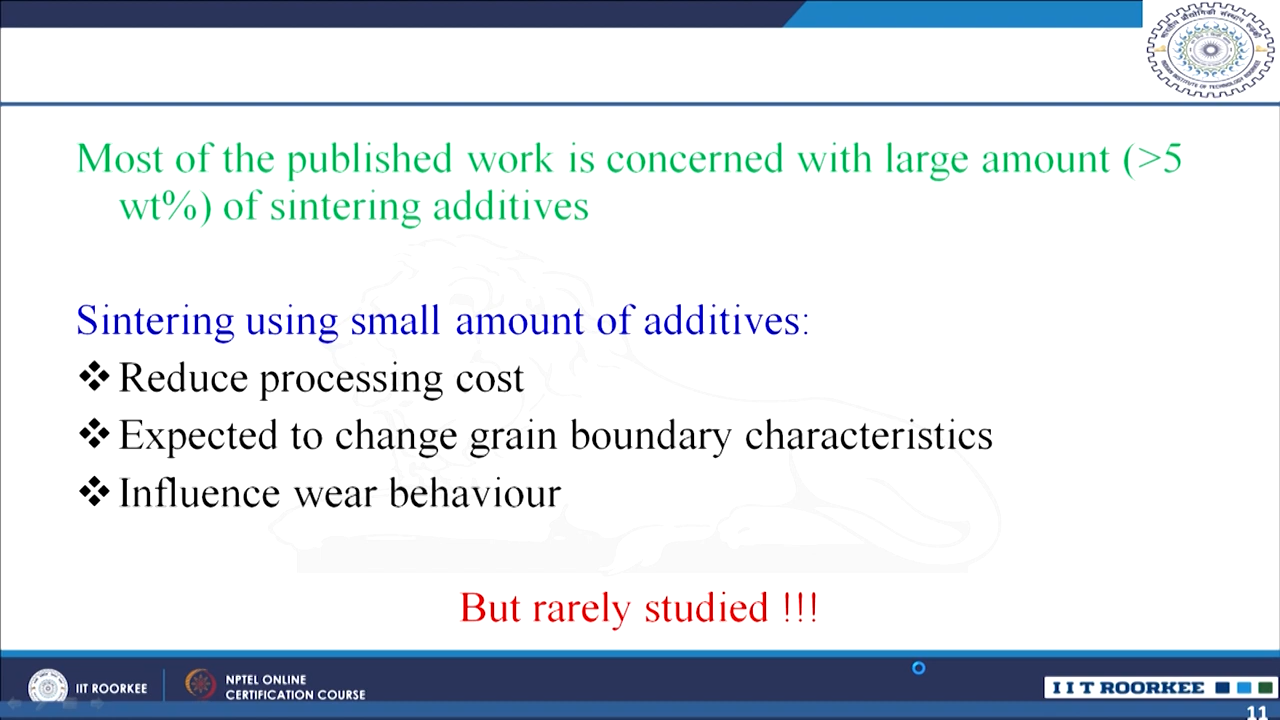 Most of the published work is concerned with large amount (>5
wt%) of sintering additives
Sintering using small amount of additives:
❖ Reduce processing cost
❖ Expected to change grain boundary characteristics
❖ Influence wear behaviour
But rarely studied !!!
IIT ROORKEE
NPTEL ONLINE
CERTIFICATION COURSE
IIT ROORKEE
11